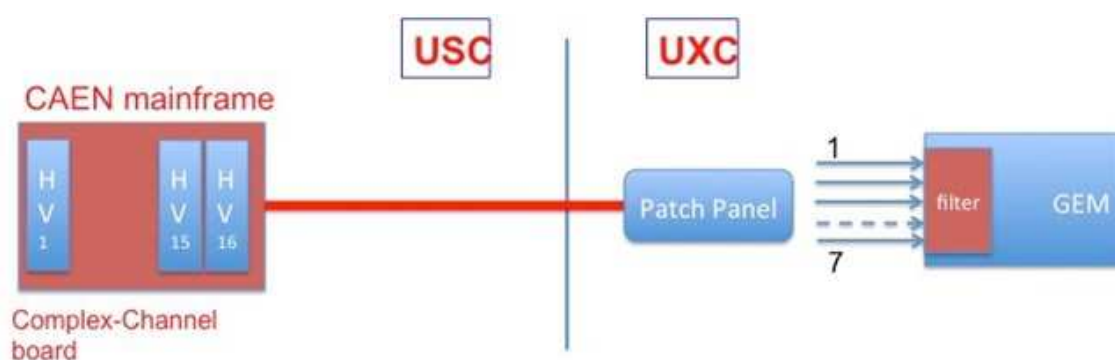 USC
UXC
CAEN mainframe
H
V
1
H
V
15
H
V
16
Patch Panel
1
7
filter
GEM
Complex-Channel
board